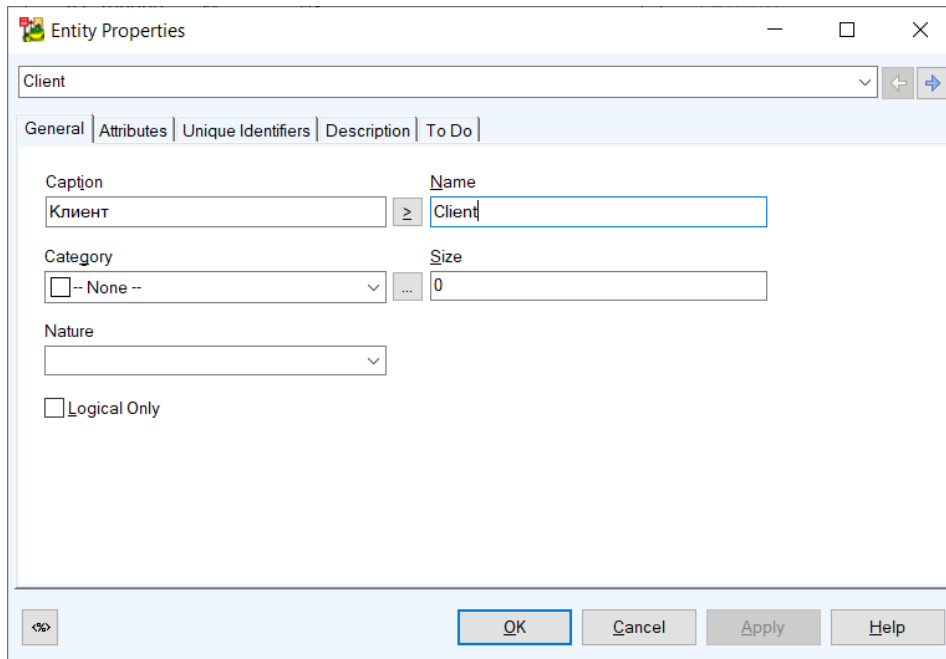 Entity Properties
Client
General Attributes Unique Identifiers Description To Do
Caption Name
Клиент ≥ Client
Category Size
-- None -- ... 0
Nature
Logical Only
<%> OK Cancel Apply Help